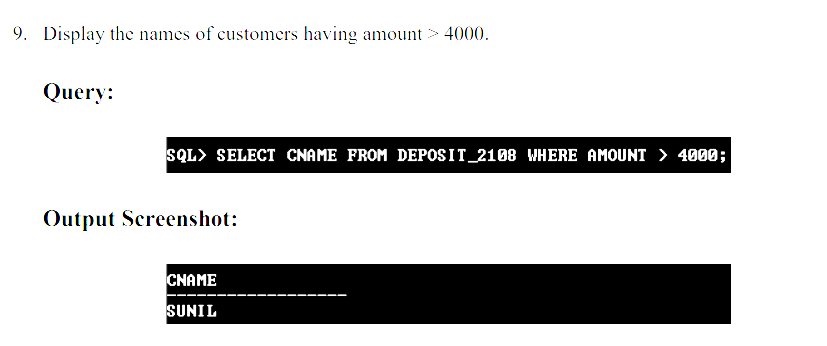 9. Display the names of customers having amount > 4000.
Query:
SQL> SELECT CNAME FROM DEPOSIT_2108 WHERE AMOUNT > 4000;
Output Screenshot:
CNAME
------------------
SUNIL